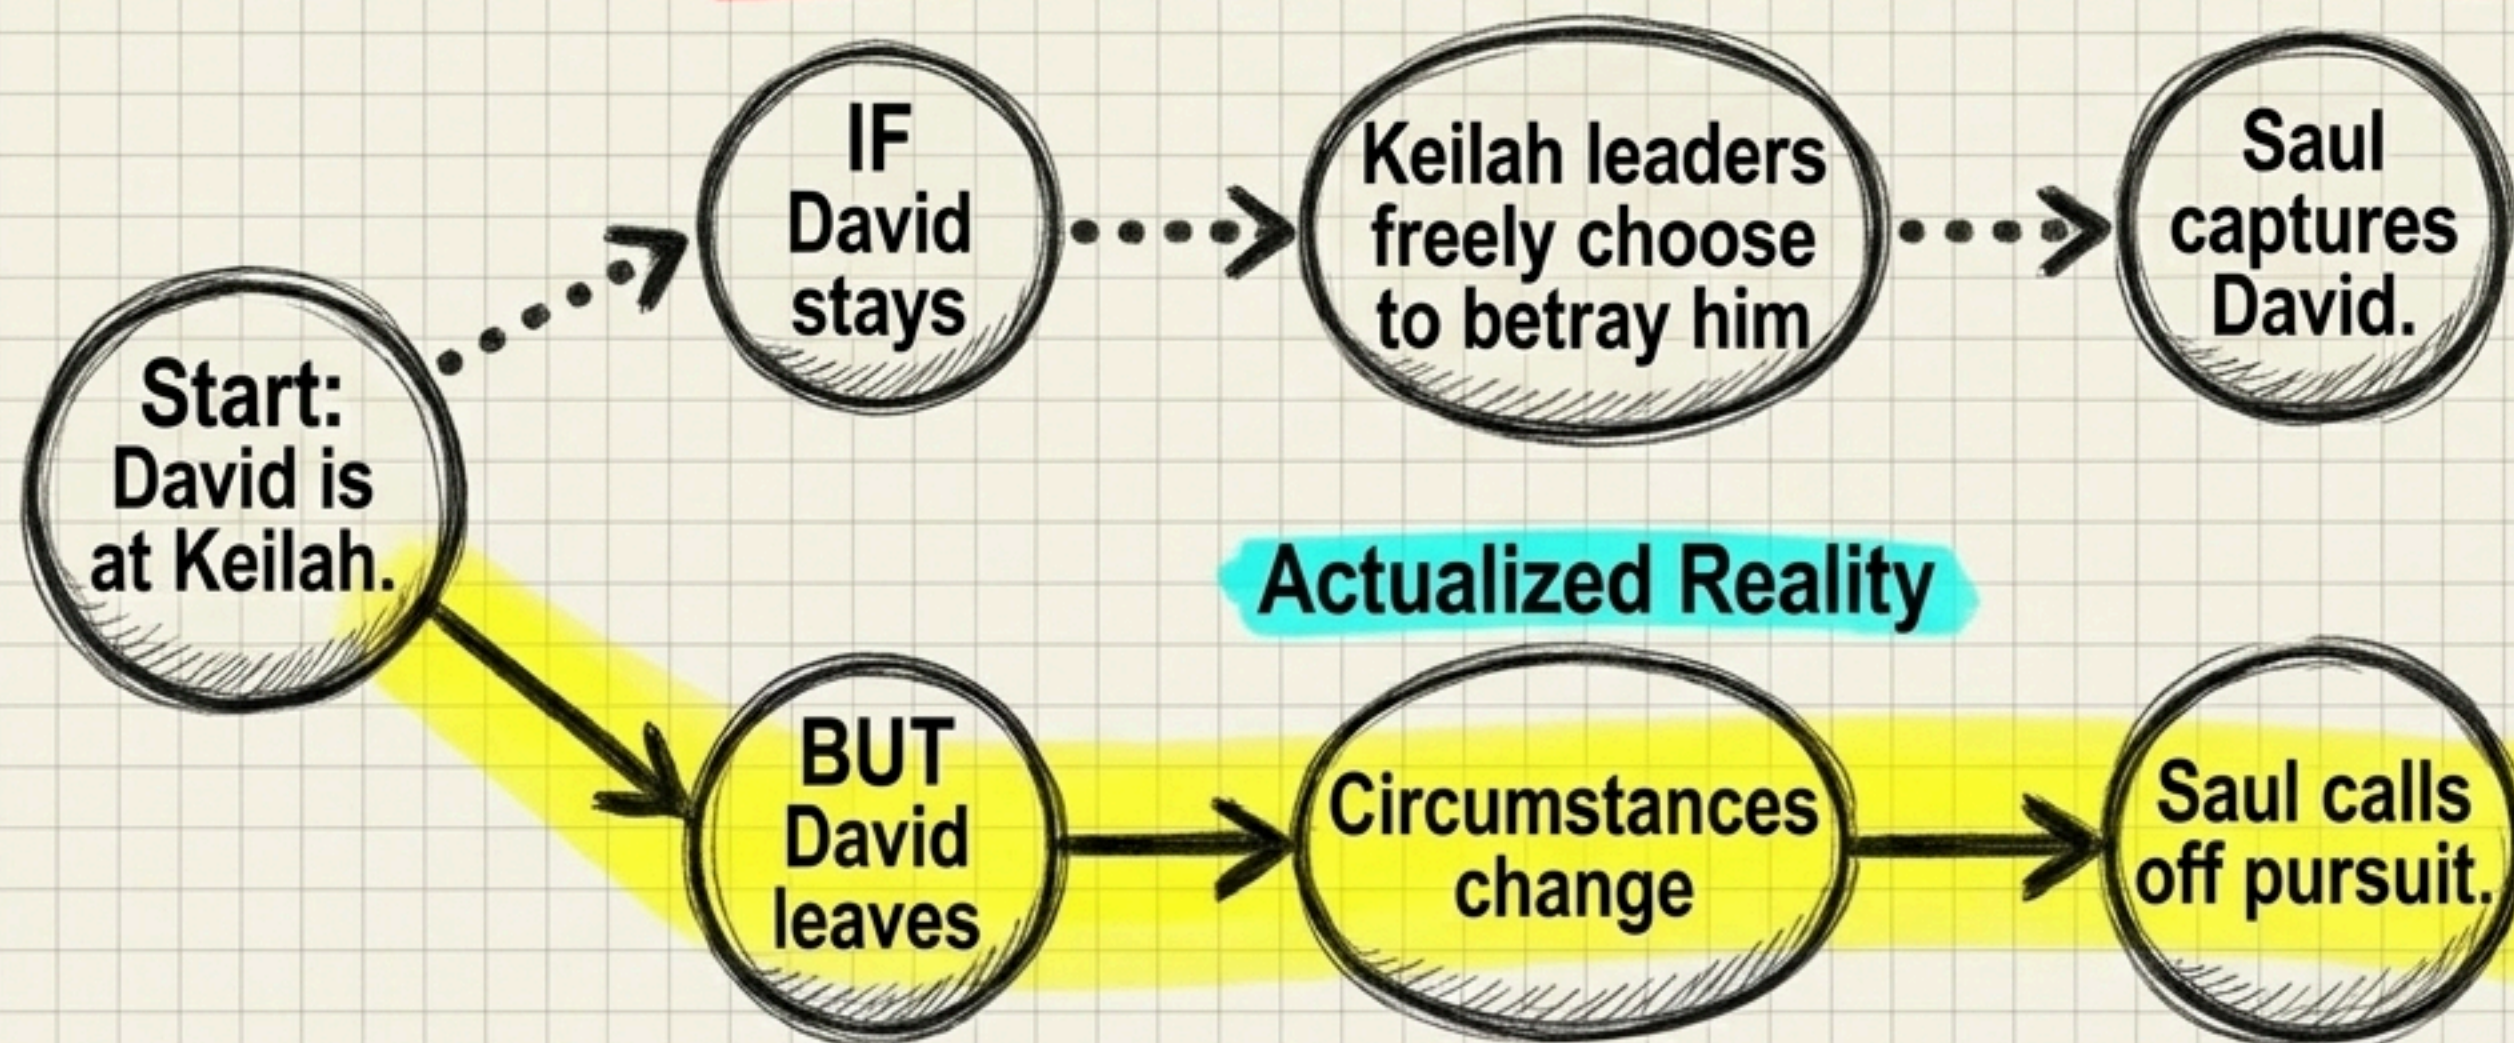 IF
David
stays
Keilah leaders
freely choose
to betray him
Saul
captures
David.
Start:
David is
at Keilah.
Actualized Reality
BUT
David
leaves
Circumstances
change
Saul calls
off pursuit.